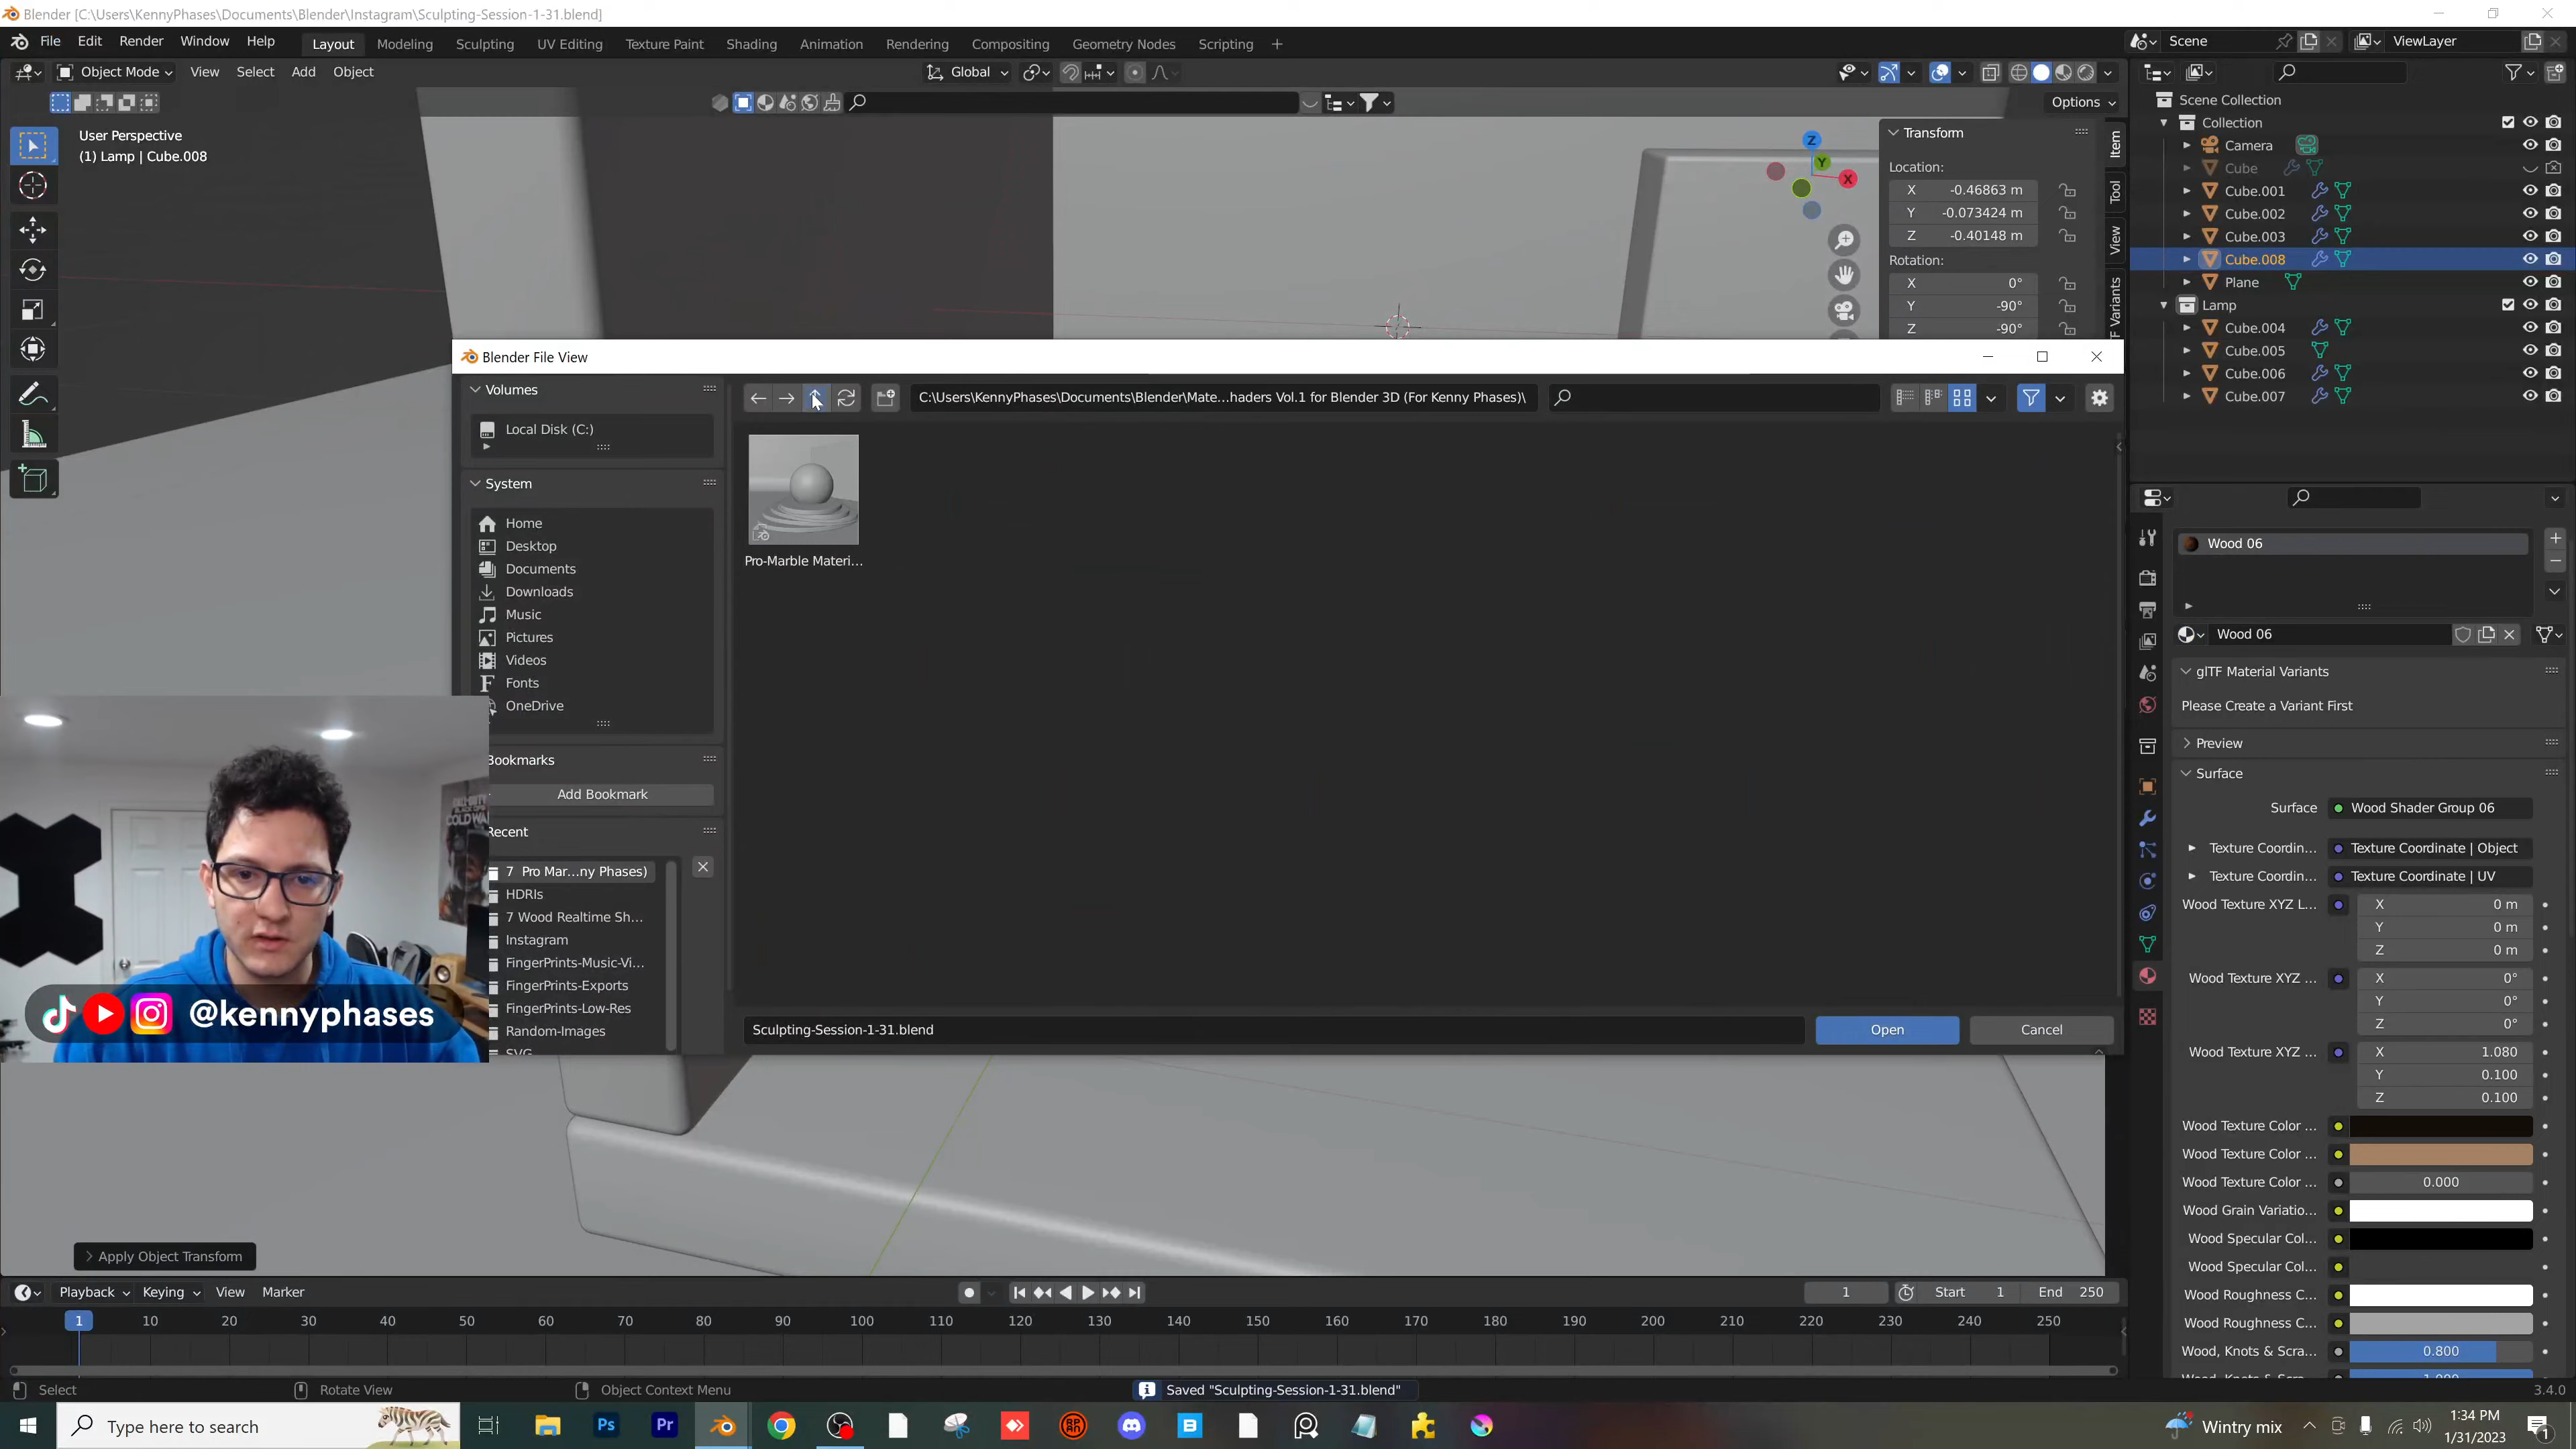 Blender [C:\Users\KennyPhases\Documents\Blender\Instagram\Sculpting-Session-1-31.blend]
File Edit Render Window Help Layout Modeling Sculpting UV Editing Texture Paint Shading Animation Rendering Compositing Geometry Nodes Scripting + Scene ViewLayer
Object Mode View Select Add Object Global
Options
User Perspective
(1) Lamp | Cube.008
Z
Y
X
Transform
Location:
X -0.46863 m
Y -0.073424 m
Z -0.40148 m
Rotation:
X 0°
Y -90°
Z -90°
Item
Tool
View
Scene Collection
Collection
Camera
Cube
Cube.001
Cube.002
Cube.003
Cube.008
Plane
Lamp
Cube.004
Cube.005
Cube.006
Cube.007
Blender File View
Volumes
Local Disk (C:)
System
Home
Desktop
Documents
Downloads
Music
Pictures
Videos
Fonts
OneDrive
Bookmarks
Add Bookmark
Recent
7 Pro Mar...ny Phases)
HDRIs
7 Wood Realtime Sh...
Instagram
FingerPrints-Music-Vi...
FingerPrints-Exports
FingerPrints-Low-Res
Random-Images
SVG
C:\Users\KennyPhases\Documents\Blender\Mate...haders Vol.1 for Blender 3D (For Kenny Phases)\
Pro-Marble Materi...
Sculpting-Session-1-31.blend
Open Cancel
Wood 06
Wood 06
glTF Material Variants
Please Create a Variant First
Preview
Surface
Surface Wood Shader Group 06
Texture Coordin... Texture Coordinate | Object
Texture Coordin... Texture Coordinate | UV
Wood Texture XYZ L... X 0 m
Y 0 m
Z 0 m
Wood Texture XYZ ... X 0°
Y 0°
Z 0°
Wood Texture XYZ ... X 1.080
Y 0.100
Z 0.100
Wood Texture Color ...
Wood Texture Color ...
Wood Texture Color ... 0.000
Wood Grain Variatio...
Wood Specular Col...
Wood Specular Col...
Wood Roughness C...
Wood Roughness C...
Wood, Knots & Scra... 0.800
@kennyphases
Apply Object Transform
Playback Keying View Marker 1 Start 1 End 250
1 10 20 30 40 50 60 70 80 90 100 110 120 130 140 150 160 170 180 190 200 210 220 230 240 250
Select Rotate View Object Context Menu Saved "Sculpting-Session-1-31.blend" 3.4.0
Type here to search Ps Pr Wintry mix
1:34 PM
1/31/2023